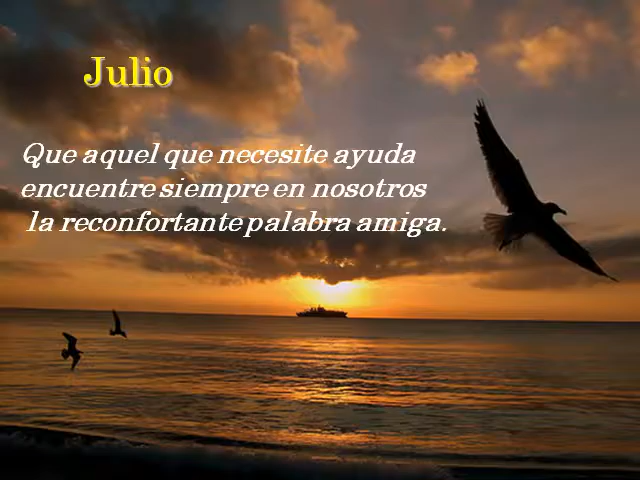 Julio
Que aquel que necesite ayuda
encuentre siempre en nosotros
la reconfortante palabra amiga.